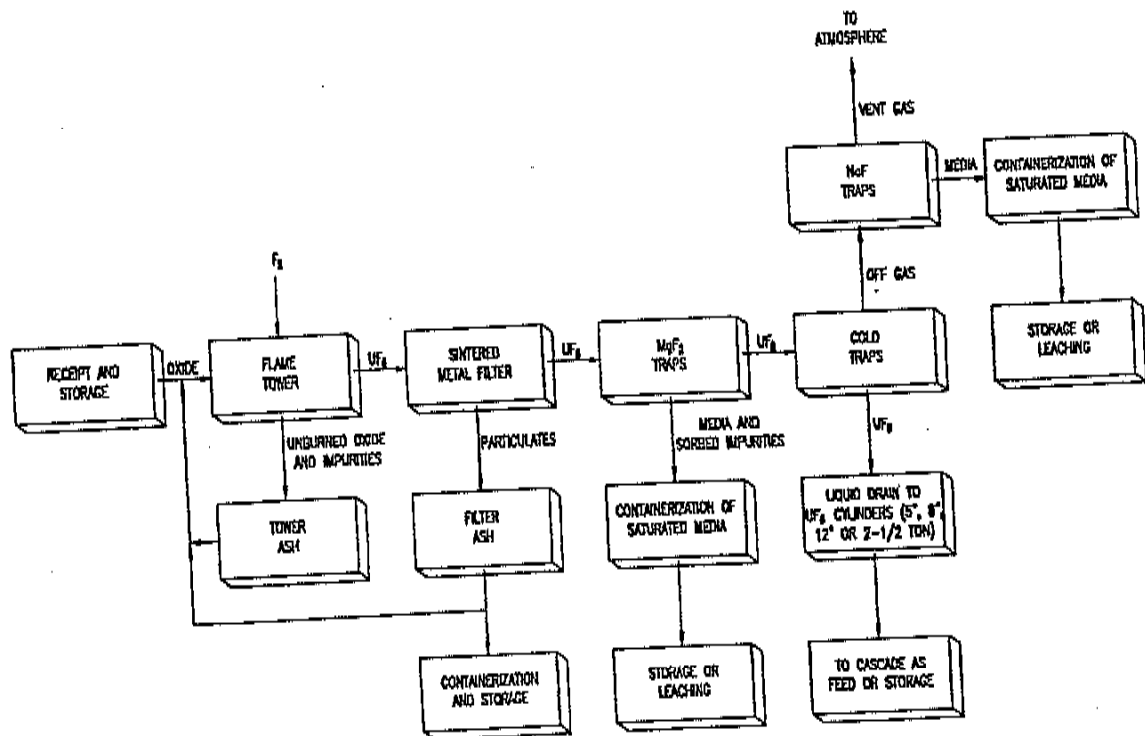 TO
ATMOSPHERE
VENT GAS
NaF
TRAPS
MEDIA
CONTAINERIZATION OF
SATURATED MEDIA
OFF GAS
STORAGE OR
LEACHING
F₂
RECEIPT AND
STORAGE
OXIDE
FLAME
TOWER
UF₆
SINTERED
METAL FILTER
UF₆
MgF₂
TRAPS
UF₆
COLD
TRAPS
UNBURNED OXIDE
AND IMPURITIES
PARTICULATES
MEDIA AND
SORBED IMPURITIES
UF₆
TOWER
ASH
FILTER
ASH
CONTAINERIZATION
OF SATURATED
MEDIA
LIQUID DRAIN TO
UF₆ CYLINDERS (5", 8",
12" OR 2-1/2 TON)
CONTAINERIZATION
AND STORAGE
STORAGE OR
LEACHING
TO CASCADE AS
FEED OR STORAGE